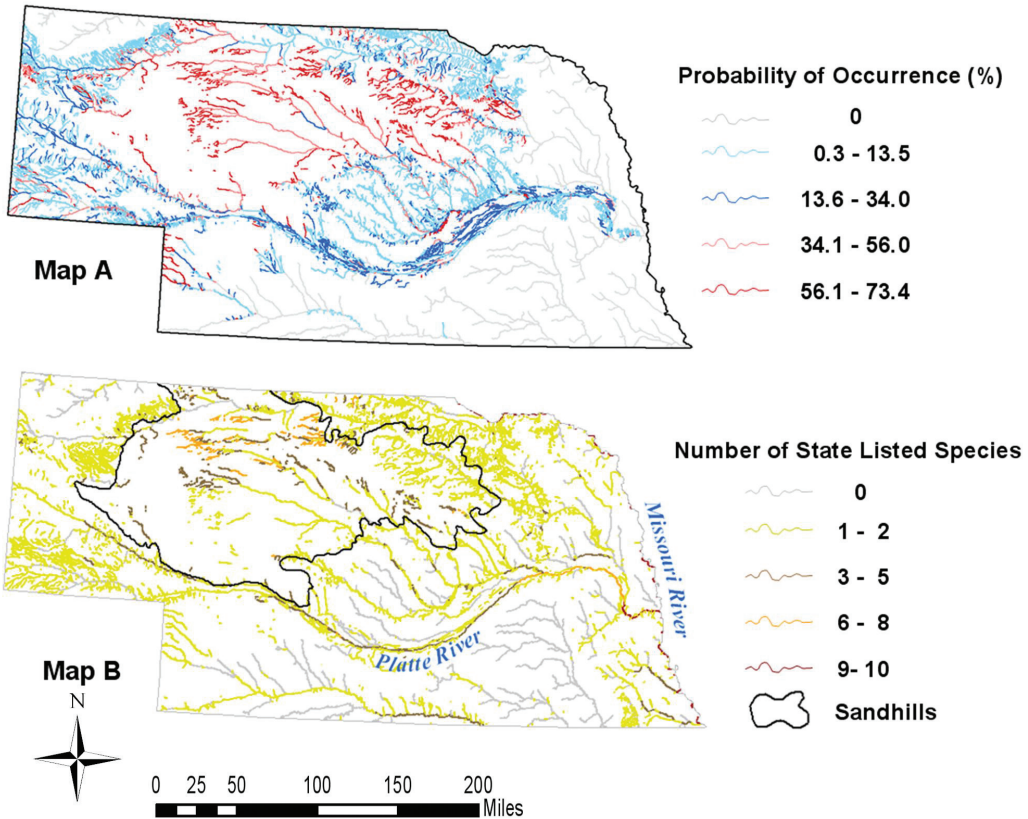 Probability of Occurrence (%)
0
0.3 - 13.5
13.6 - 34.0
34.1 - 56.0
56.1 - 73.4
Map A
Number of State Listed Species
0
1 - 2
3 - 5
6 - 8
9- 10
Sandhills
Missouri River
Platte River
Map B
N
0 25 50 100 150 200
Miles